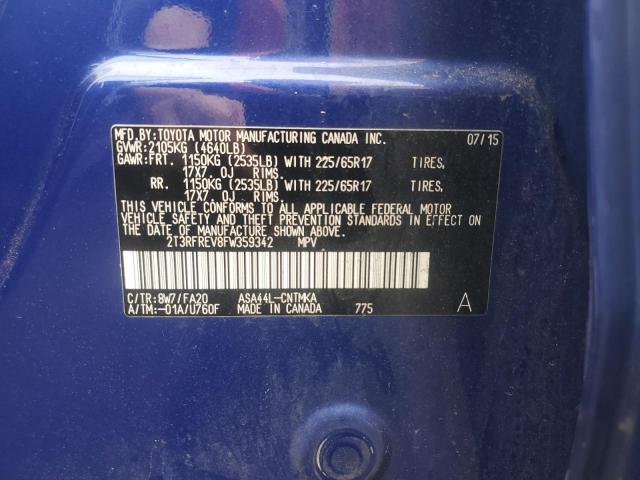 MFD.BY:TOYOTA MOTOR MANUFACTURING CANADA INC. 07/15
GVWR:2105KG (4640LB)
GAWR:FRT. 1150KG (2535LB) WITH 225/65R17 TIRES,
17X7.0J RIMS.
RR. 1150KG (2535LB) WITH 225/65R17 TIRES,
17X7.0J RIMS.
THIS VEHICLE CONFORMS TO ALL APPLICABLE FEDERAL MOTOR
VEHICLE SAFETY AND THEFT PREVENTION STANDARDS IN EFFECT ON
THE DATE OF MANUFACTURE SHOWN ABOVE.
2T3RFREV8FW359342 MPV
C/TR:8W7/FA20 ASA44L-CNTMKA
A/TM:-01A/U760F MADE IN CANADA 775 A